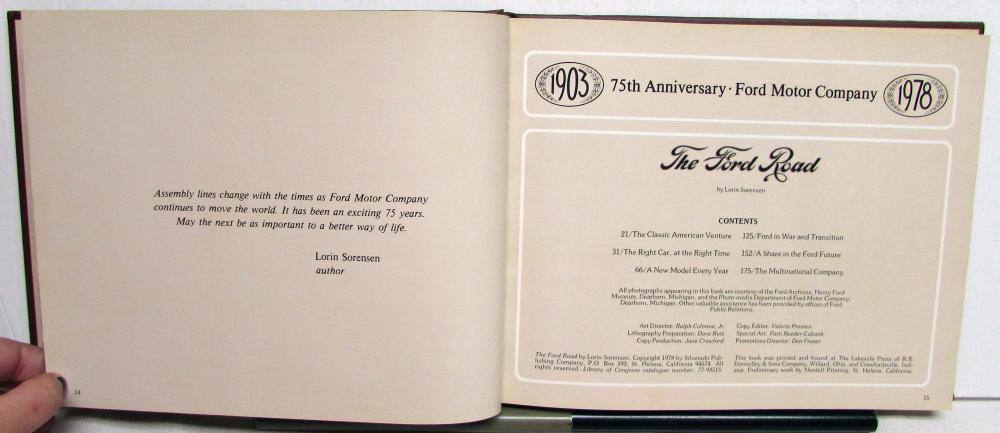 Assembly lines change with the times as Ford Motor Company
continues to move the world. It has been an exciting 75 years.
May the next be as important to a better way of life.
Lorin Sorensen
author
14
1903 75th Anniversary · Ford Motor Company 1978
The Ford Road
by Lorin Sorensen
CONTENTS
21/The Classic American Venture 125/Ford in War and Transition
31/The Right Car, at the Right Time 152/A Share in the Ford Future
66/A New Model Every Year 175/The Multinational Company
All photographs appearing in this book are courtesy of the Ford Archives, Henry Ford
Museum, Dearborn, Michigan, and the Photo-media Department of Ford Motor Company,
Dearborn, Michigan. Other valuable assistance has been provided by offices of Ford
Public Relations.
Art Director: Ralph Colonna, Jr. Copy Editor: Valerie Presten
Lithography Preparation: Dave Ruiz Special Art: Patti Reeder Eubank
Copy Production: Jane Crawford Promotions Director: Don Fraser
The Ford Road by Lorin Sorensen. Copyright 1978 by Silverado Pub-
lishing Company, P.O. Box 393, St. Helena, California 94574. All
rights reserved. Library of Congress catalogue number: 77-93515.
This book was printed and bound at The Lakeside Press of R.R.
Donnelley & Sons Company, Willard, Ohio, and Crawfordsville, Indi-
ana. Preliminary work by Herdell Printing, St. Helena, California.
15